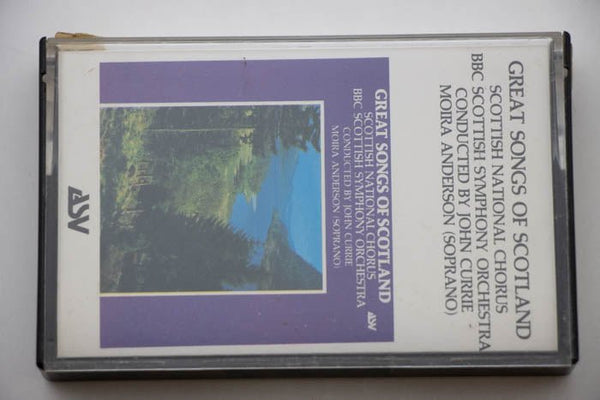 GREAT SONGS OF SCOTLAND
SCOTTISH NATIONAL CHORUS
BBC SCOTTISH SYMPHONY ORCHESTRA
CONDUCTED BY JOHN CURRIE
MOIRA ANDERSON (SOPRANO)
GREAT SONGS OF SCOTLAND
SCOTTISH NATIONAL CHORUS
BBC SCOTTISH SYMPHONY ORCHESTRA
CONDUCTED BY JOHN CURRIE
MOIRA ANDERSON (SOPRANO)
ASV
ASV